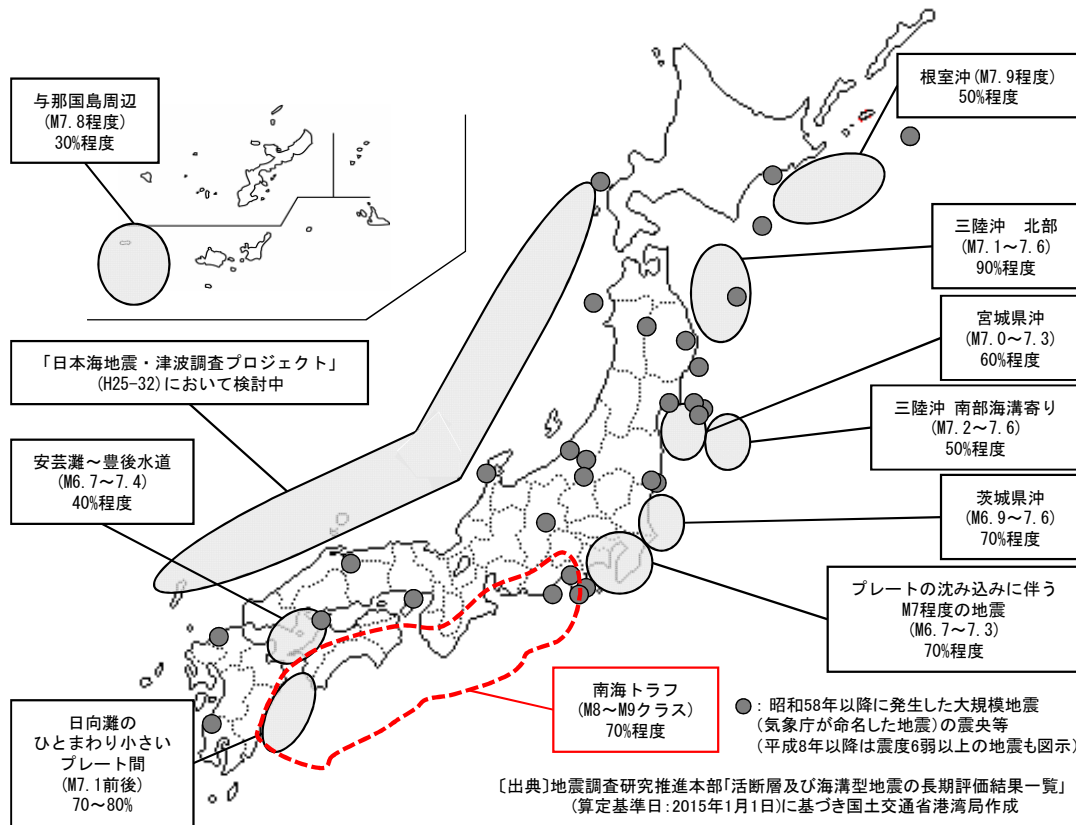 与那国島周辺
(M7.8程度)
30%程度
根室沖(M7.9程度)
50%程度
三陸沖　北部
(M7.1～7.6)
90%程度
宮城県沖
(M7.0～7.3)
60%程度
「日本海地震・津波調査プロジェクト」
(H25-32)において検討中
三陸沖 南部海溝寄り
(M7.2～7.6)
50%程度
安芸灘～豊後水道
(M6.7～7.4)
40%程度
茨城県沖
(M6.9～7.6)
70%程度
プレートの沈み込みに伴う
M7程度の地震
(M6.7～7.3)
70%程度
南海トラフ
(M8～M9クラス)
70%程度
：昭和58年以降に発生した大規模地震
(気象庁が命名した地震)の震央等
(平成8年以降は震度6弱以上の地震も図示)
日向灘の
ひとまわり小さい
プレート間
(M7.1前後)
70～80%
〔出典〕地震調査研究推進本部「活断層及び海溝型地震の長期評価結果一覧」
(算定基準日：2015年1月1日)に基づき国土交通省港湾局作成